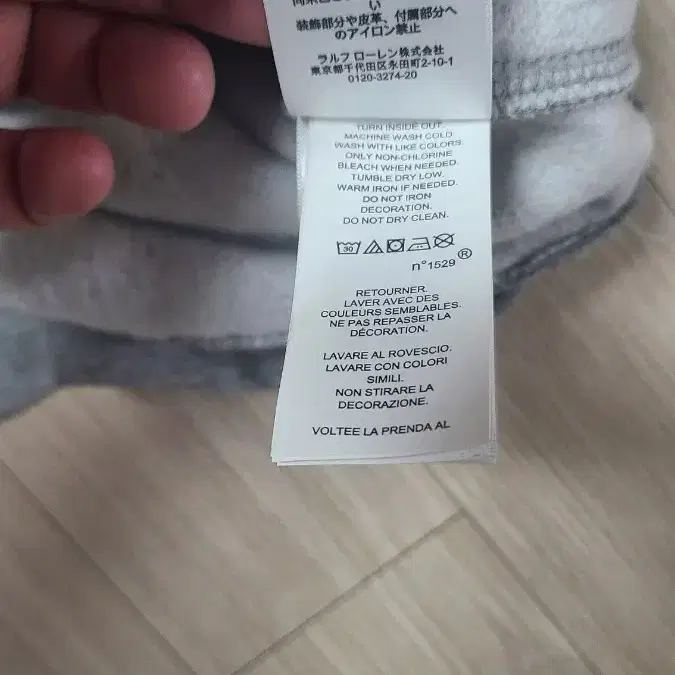 い
装飾部分や皮革、付属部分へ
のアイロン禁止
ラルフ ローレン株式会社
東京都千代田区永田町2-10-1
0120-3274-20
TURN INSIDE OUT.
MACHINE WASH COLD
WASH WITH LIKE COLORS.
ONLY NON-CHLORINE
BLEACH WHEN NEEDED.
TUMBLE DRY LOW.
WARM IRON IF NEEDED.
DO NOT IRON
DECORATION.
DO NOT DRY CLEAN.
30
n°1529 ®
RETOURNER.
LAVER AVEC DES
COULEURS SEMBLABLES.
NE PAS REPASSER LA
DÉCORATION.
LAVARE AL ROVESCIO.
LAVARE CON COLORI
SIMILI.
NON STIRARE LA
DECORAZIONE.
VOLTEE LA PRENDA AL